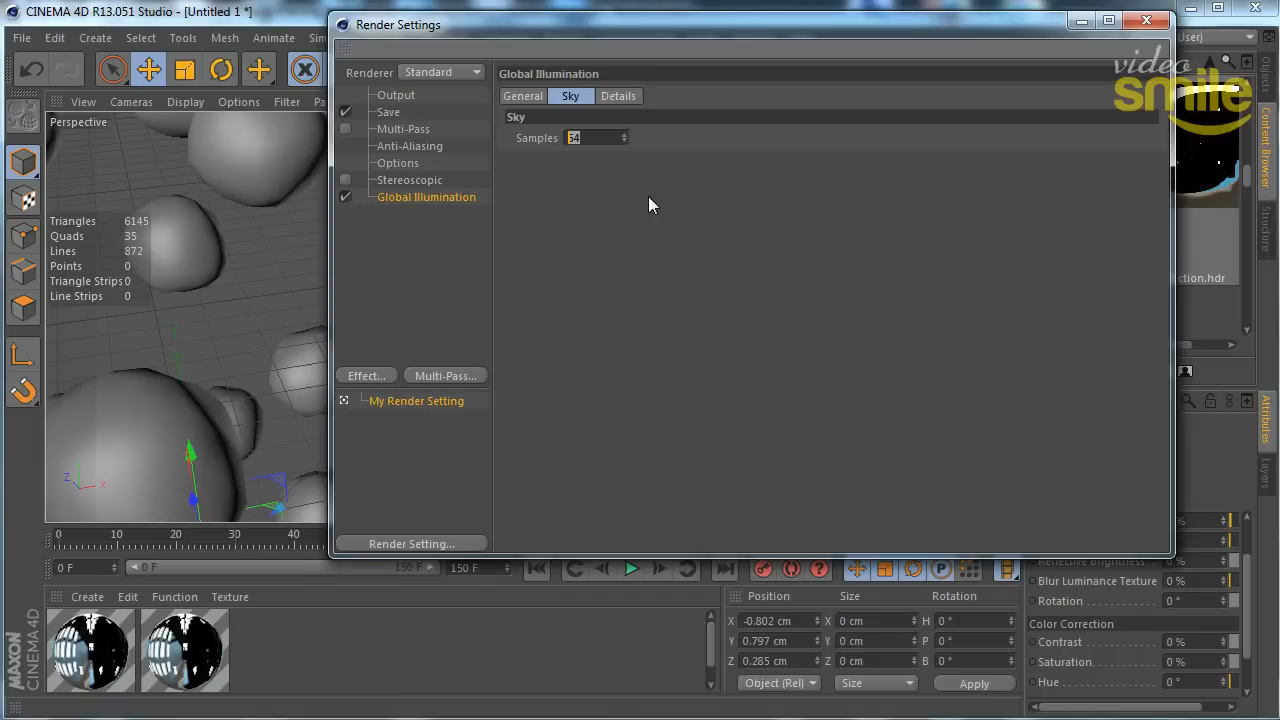 CINEMA 4D R13.051 Studio - [Untitled 1 *]
Render Settings
File Edit Create Select Tools Mesh Animate
User)
video
smile
Renderer Standard
Output
Save
Multi-Pass
Anti-Aliasing
Options
Stereoscopic
Global Illumination
Effect... Multi-Pass...
My Render Setting
Render Setting...
Global Illumination
General Sky Details
Sky
Samples 64
View Cameras Display Options Filter
Perspective
Triangles 6145
Quads 35
Lines 872
Points 0
Triangle Strips 0
Line Strips 0
Z X
Objects
Content Browser
Structure
ction.hdr
Attributes
Layers
0 10 20 30 40
0 F 0 F 150 F 150 F
P
Create Edit Function Texture
MAXON
CINEMA 4D
Position Size Rotation
X -0.802 cm X 0 cm H 0 °
Y 0.797 cm Y 0 cm P 0 °
Z 0.285 cm Z 0 cm B 0 °
Object (Rel) Size Apply
Reflective Brightness 0 %
Blur Luminance Texture 0 %
Rotation 0 °
Color Correction
Contrast 0 %
Saturation 0 %
Hue 0 °